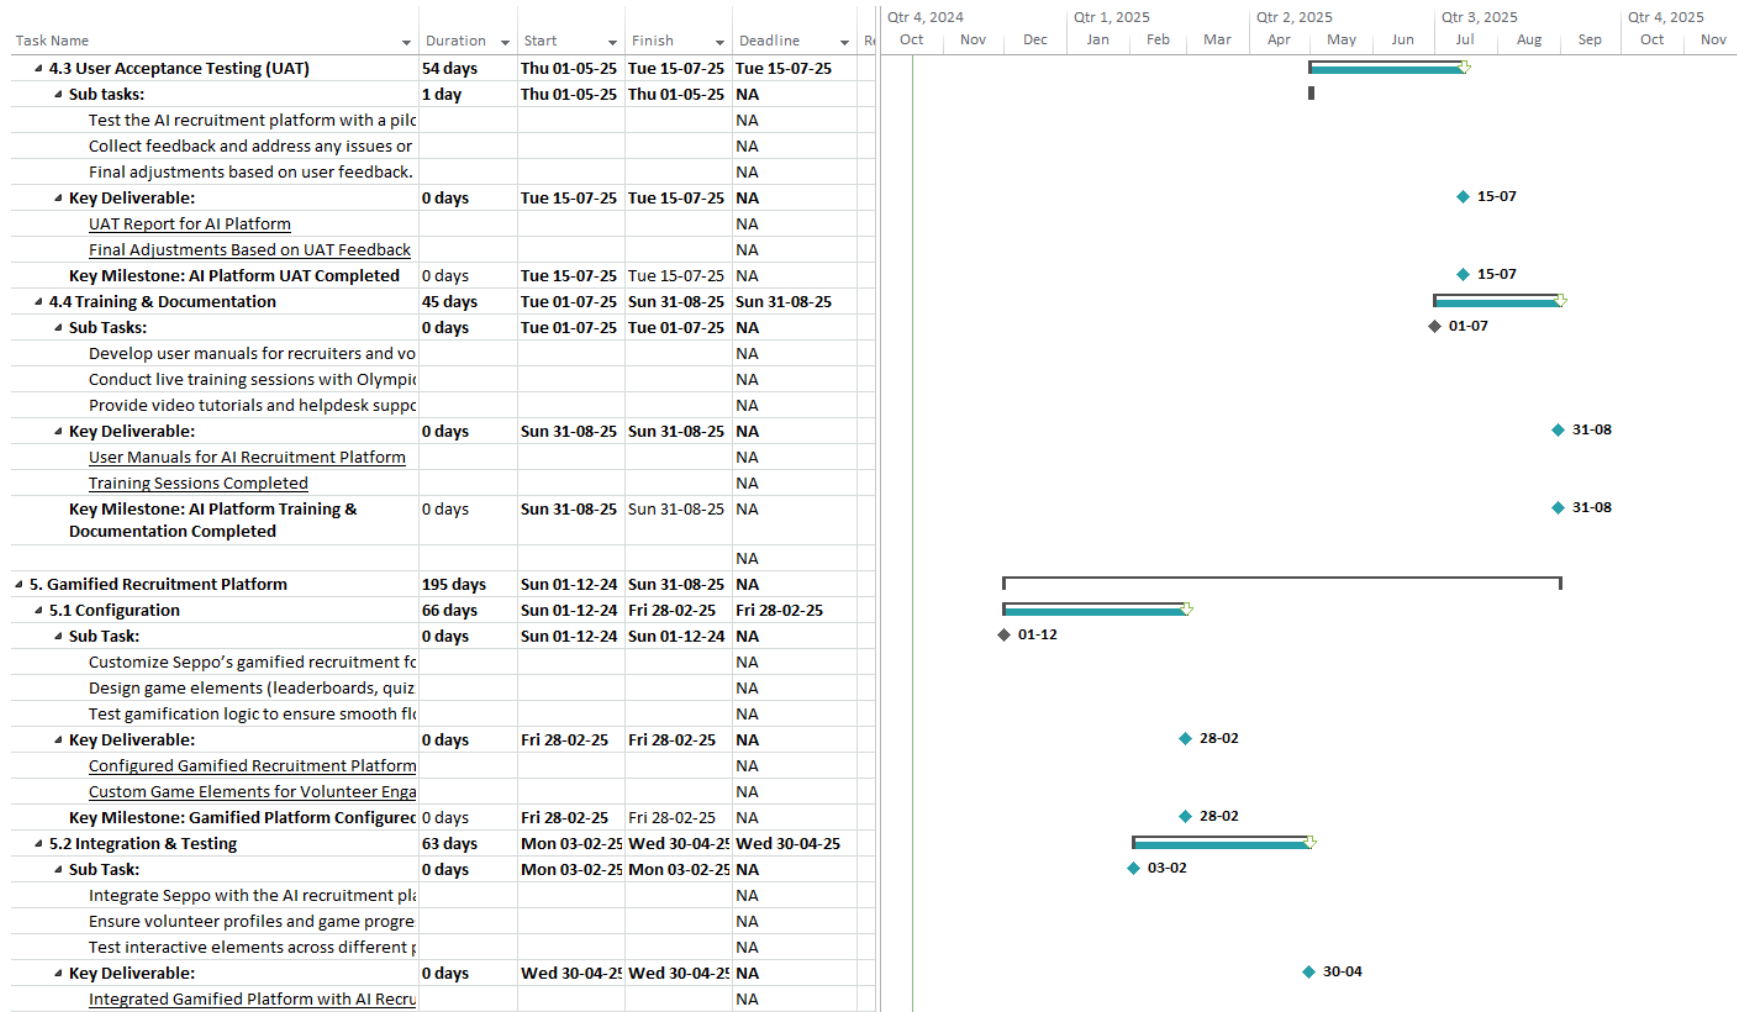 Qtr 4, 2024 Qtr 1, 2025 Qtr 2, 2025 Qtr 3, 2025 Qtr 4, 2025
Task Name Duration Start Finish Deadline Re Oct Nov Dec Jan Feb Mar Apr May Jun Jul Aug Sep Oct Nov
4.3 User Acceptance Testing (UAT) 54 days Thu 01-05-25 Tue 15-07-25 Tue 15-07-25
Sub tasks: 1 day Thu 01-05-25 Thu 01-05-25 NA
Test the AI recruitment platform with a pilo NA
Collect feedback and address any issues or NA
Final adjustments based on user feedback. NA
Key Deliverable: 0 days Tue 15-07-25 Tue 15-07-25 NA 15-07
UAT Report for AI Platform NA
Final Adjustments Based on UAT Feedback NA
Key Milestone: AI Platform UAT Completed 0 days Tue 15-07-25 Tue 15-07-25 NA 15-07
4.4 Training & Documentation 45 days Tue 01-07-25 Sun 31-08-25 Sun 31-08-25
Sub Tasks: 0 days Tue 01-07-25 Tue 01-07-25 NA 01-07
Develop user manuals for recruiters and vo NA
Conduct live training sessions with Olympic NA
Provide video tutorials and helpdesk suppo NA
Key Deliverable: 0 days Sun 31-08-25 Sun 31-08-25 NA 31-08
User Manuals for AI Recruitment Platform NA
Training Sessions Completed NA
Key Milestone: AI Platform Training & 0 days Sun 31-08-25 Sun 31-08-25 NA 31-08
Documentation Completed
NA
5. Gamified Recruitment Platform 195 days Sun 01-12-24 Sun 31-08-25 NA
5.1 Configuration 66 days Sun 01-12-24 Fri 28-02-25 Fri 28-02-25
Sub Task: 0 days Sun 01-12-24 Sun 01-12-24 NA 01-12
Customize Seppo’s gamified recruitment fo NA
Design game elements (leaderboards, quiz NA
Test gamification logic to ensure smooth flo NA
Key Deliverable: 0 days Fri 28-02-25 Fri 28-02-25 NA 28-02
Configured Gamified Recruitment Platform NA
Custom Game Elements for Volunteer Enga NA
Key Milestone: Gamified Platform Configured 0 days Fri 28-02-25 Fri 28-02-25 NA 28-02
5.2 Integration & Testing 63 days Mon 03-02-25 Wed 30-04-25 Wed 30-04-25
Sub Task: 0 days Mon 03-02-25 Mon 03-02-25 NA 03-02
Integrate Seppo with the AI recruitment pla NA
Ensure volunteer profiles and game progre NA
Test interactive elements across different p NA
Key Deliverable: 0 days Wed 30-04-25 Wed 30-04-25 NA 30-04
Integrated Gamified Platform with AI Recru NA